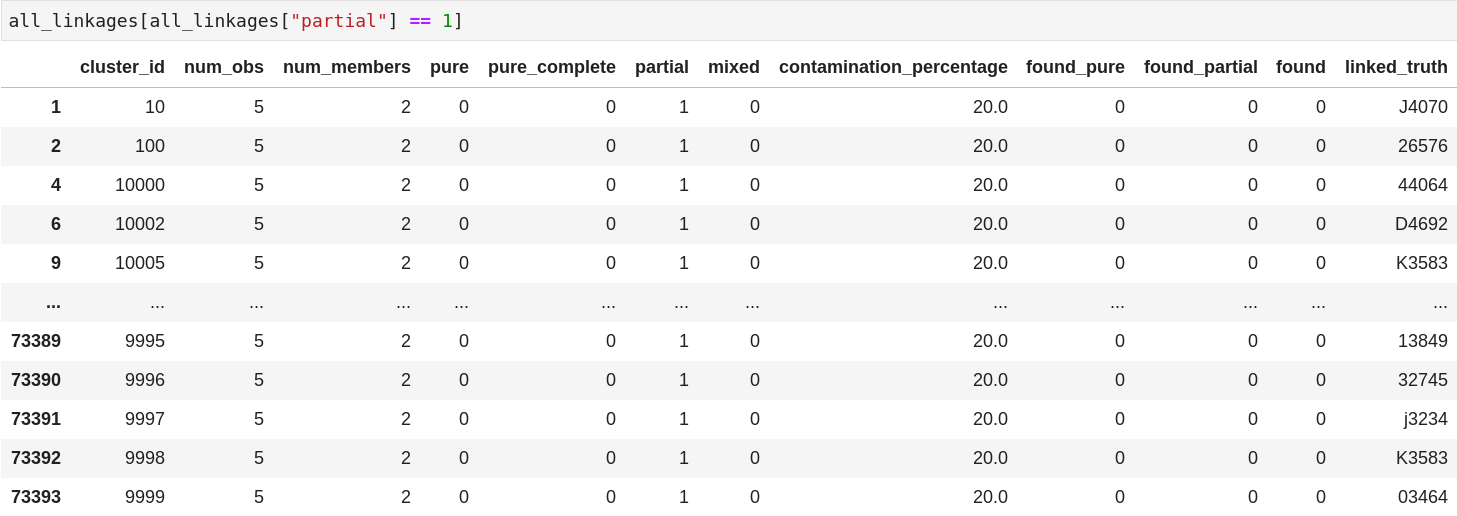 all_linkages[all_linkages["partial"] == 1]
cluster_id num_obs num_members pure pure_complete partial mixed contamination_percentage found_pure found_partial found linked_truth
1 10 5 2 0 0 1 0 20.0 0 0 0 J4070
2 100 5 2 0 0 1 0 20.0 0 0 0 26576
4 10000 5 2 0 0 1 0 20.0 0 0 0 44064
6 10002 5 2 0 0 1 0 20.0 0 0 0 D4692
9 10005 5 2 0 0 1 0 20.0 0 0 0 K3583
... ... ... ... ... ... ... ... ... ... ... ... ...
73389 9995 5 2 0 0 1 0 20.0 0 0 0 13849
73390 9996 5 2 0 0 1 0 20.0 0 0 0 32745
73391 9997 5 2 0 0 1 0 20.0 0 0 0 j3234
73392 9998 5 2 0 0 1 0 20.0 0 0 0 K3583
73393 9999 5 2 0 0 1 0 20.0 0 0 0 03464